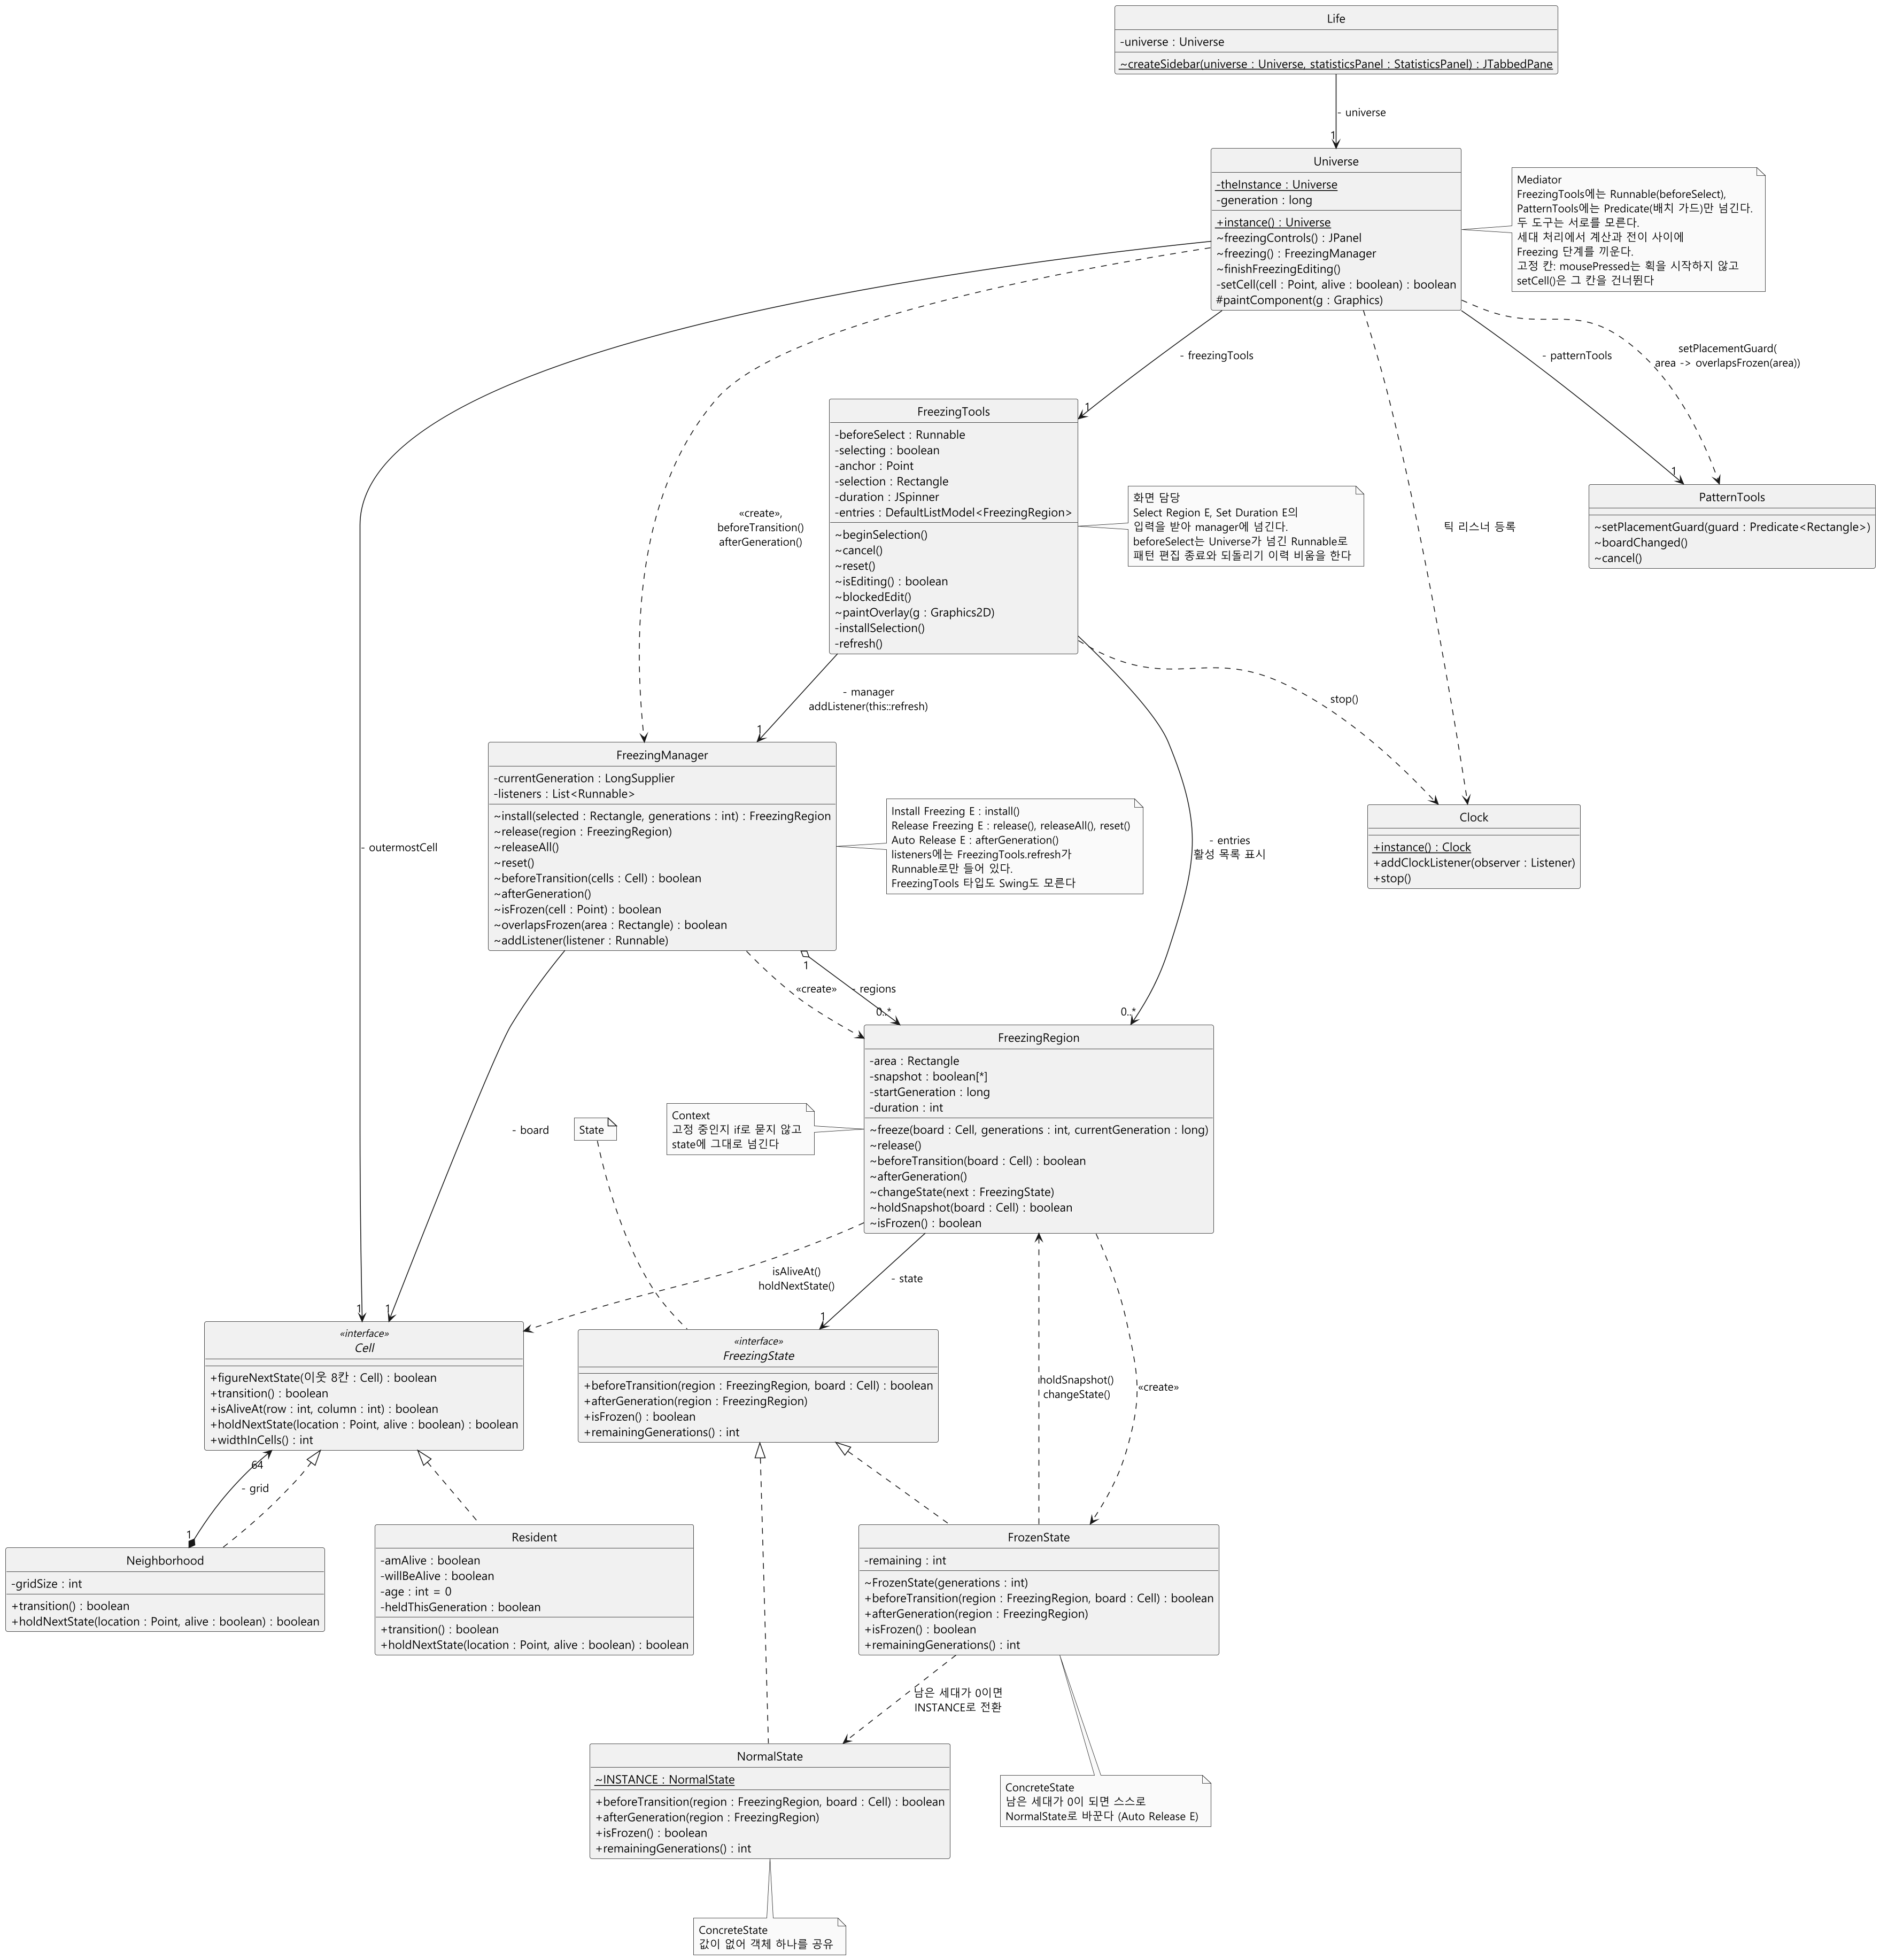 Life
-universe : Universe
~createSidebar(universe : Universe, statisticsPanel : StatisticsPanel) : JTabbedPane
- universe
1
Universe
-theInstance : Universe
-generation : long
+instance() : Universe
~freezingControls() : JPanel
~freezing() : FreezingManager
~finishFreezingEditing()
-setCell(cell : Point, alive : boolean) : boolean
#paintComponent(g : Graphics)
Mediator
FreezingTools에는 Runnable(beforeSelect),
PatternTools에는 Predicate(배치 가드)만 넘긴다.
두 도구는 서로를 모른다.
세대 처리에서 계산과 전이 사이에
Freezing 단계를 끼운다.
고정 칸: mousePressed는 획을 시작하지 않고
setCell()은 그 칸을 건너뛴다
- freezingTools
1
- patternTools
1
setPlacementGuard(
area -> overlapsFrozen(area))
FreezingTools
-beforeSelect : Runnable
-selecting : boolean
-anchor : Point
-selection : Rectangle
-duration : JSpinner
-entries : DefaultListModel<FreezingRegion>
~beginSelection()
~cancel()
~reset()
~isEditing() : boolean
~blockedEdit()
~paintOverlay(g : Graphics2D)
-installSelection()
-refresh()
화면 담당
Select Region E, Set Duration E의
입력을 받아 manager에 넘긴다.
beforeSelect는 Universe가 넘긴 Runnable로
패턴 편집 종료와 되돌리기 이력 비움을 한다
PatternTools
~setPlacementGuard(guard : Predicate<Rectangle>)
~boardChanged()
~cancel()
«create»,
beforeTransition()
afterGeneration()
틱 리스너 등록
- manager
addListener(this::refresh)
1
stop()
FreezingManager
-currentGeneration : LongSupplier
-listeners : List<Runnable>
~install(selected : Rectangle, generations : int) : FreezingRegion
~release(region : FreezingRegion)
~releaseAll()
~reset()
~beforeTransition(cells : Cell) : boolean
~afterGeneration()
~isFrozen(cell : Point) : boolean
~overlapsFrozen(area : Rectangle) : boolean
~addListener(listener : Runnable)
Install Freezing E : install()
Release Freezing E : release(), releaseAll(), reset()
Auto Release E : afterGeneration()
listeners에는 FreezingTools.refresh가
Runnable로만 들어 있다.
FreezingTools 타입도 Swing도 모른다
Clock
+instance() : Clock
+addClockListener(observer : Listener)
+stop()
- outermostCell
- entries
활성 목록 표시
1
«create»
- regions
0..*
0..*
FreezingRegion
-area : Rectangle
-snapshot : boolean[*]
-startGeneration : long
-duration : int
~freeze(board : Cell, generations : int, currentGeneration : long)
~release()
~beforeTransition(board : Cell) : boolean
~afterGeneration()
~changeState(next : FreezingState)
~holdSnapshot(board : Cell) : boolean
~isFrozen() : boolean
Context
고정 중인지 if로 묻지 않고
state에 그대로 넘긴다
- board
State
isAliveAt()
holdNextState()
- state
1
1
1
<<interface>>
Cell
+figureNextState(이웃 8칸 : Cell) : boolean
+transition() : boolean
+isAliveAt(row : int, column : int) : boolean
+holdNextState(location : Point, alive : boolean) : boolean
+widthInCells() : int
<<interface>>
FreezingState
+beforeTransition(region : FreezingRegion, board : Cell) : boolean
+afterGeneration(region : FreezingRegion)
+isFrozen() : boolean
+remainingGenerations() : int
holdSnapshot()
changeState()
«create»
64
- grid
1
Neighborhood
-gridSize : int
+transition() : boolean
+holdNextState(location : Point, alive : boolean) : boolean
Resident
-amAlive : boolean
-willBeAlive : boolean
-age : int = 0
-heldThisGeneration : boolean
+transition() : boolean
+holdNextState(location : Point, alive : boolean) : boolean
FrozenState
-remaining : int
~FrozenState(generations : int)
+beforeTransition(region : FreezingRegion, board : Cell) : boolean
+afterGeneration(region : FreezingRegion)
+isFrozen() : boolean
+remainingGenerations() : int
남은 세대가 0이면
INSTANCE로 전환
NormalState
~INSTANCE : NormalState
+beforeTransition(region : FreezingRegion, board : Cell) : boolean
+afterGeneration(region : FreezingRegion)
+isFrozen() : boolean
+remainingGenerations() : int
ConcreteState
남은 세대가 0이 되면 스스로
NormalState로 바꾼다 (Auto Release E)
ConcreteState
값이 없어 객체 하나를 공유